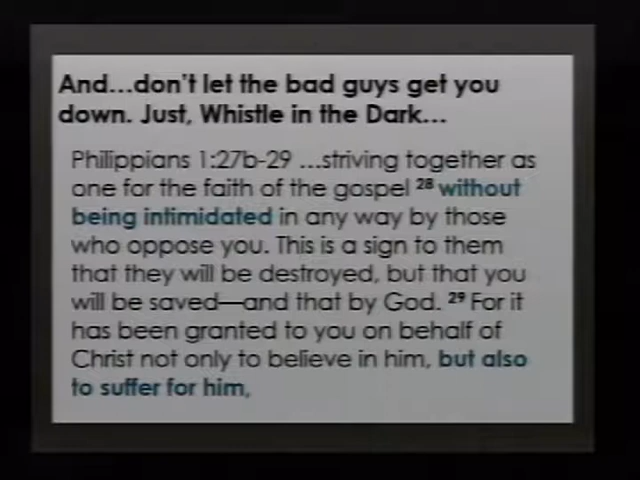 And...don't let the bad guys get you
down. Just, Whistle in the Dark...
Philippians 1:27b-29 ...striving together as
one for the faith of the gospel 28 without
being intimidated in any way by those
who oppose you. This is a sign to them
that they will be destroyed, but that you
will be saved—and that by God. 29 For it
has been granted to you on behalf of
Christ not only to believe in him, but also
to suffer for him,